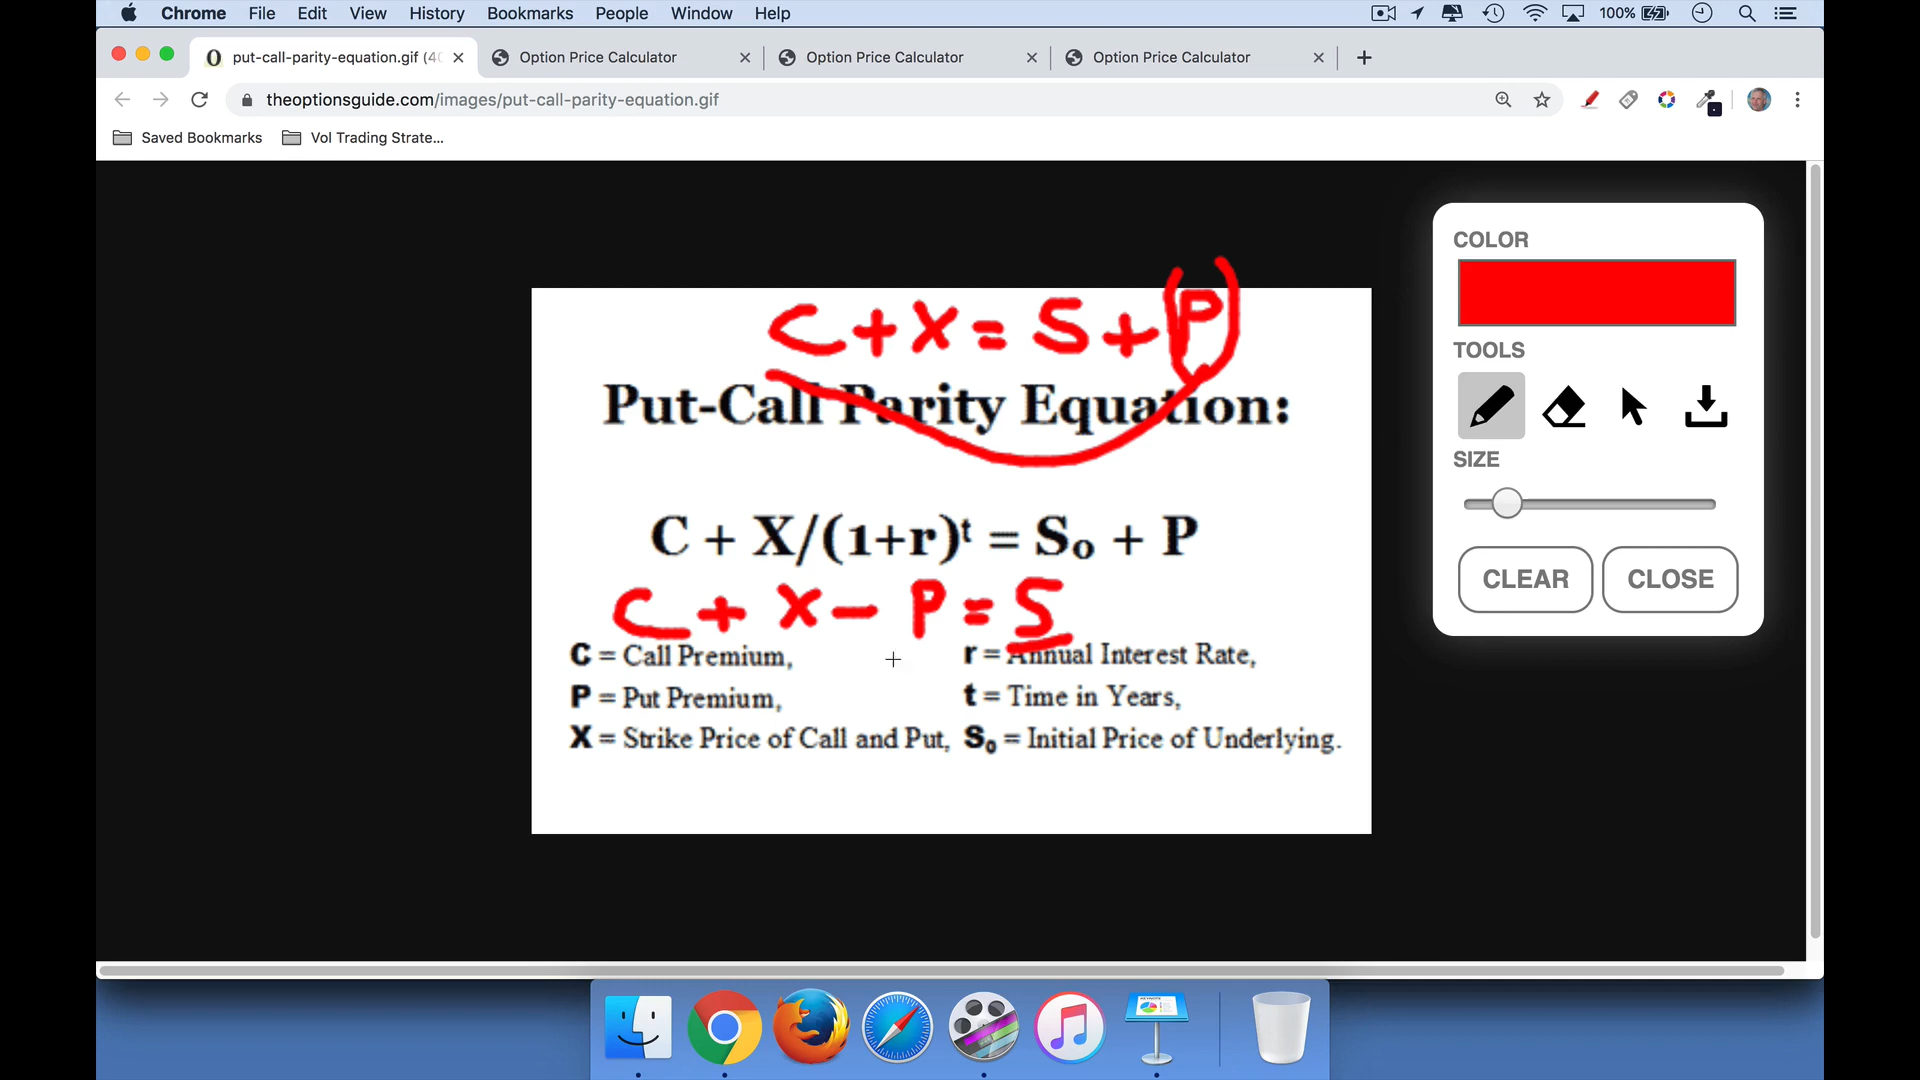 Chrome File Edit View History Bookmarks People Window Help 100%
put-call-parity-equation.gif (40 Option Price Calculator Option Price Calculator Option Price Calculator
theoptionsguide.com/images/put-call-parity-equation.gif
Saved Bookmarks Vol Trading Strate...
C + X = S + (P)
Put-Call Parity Equation:
C + X/(1+r)ᵗ = S₀ + P
C + X - P = S
C = Call Premium, r = Annual Interest Rate,
P = Put Premium, t = Time in Years,
X = Strike Price of Call and Put, S₀ = Initial Price of Underlying.
COLOR
TOOLS
SIZE
CLEAR CLOSE